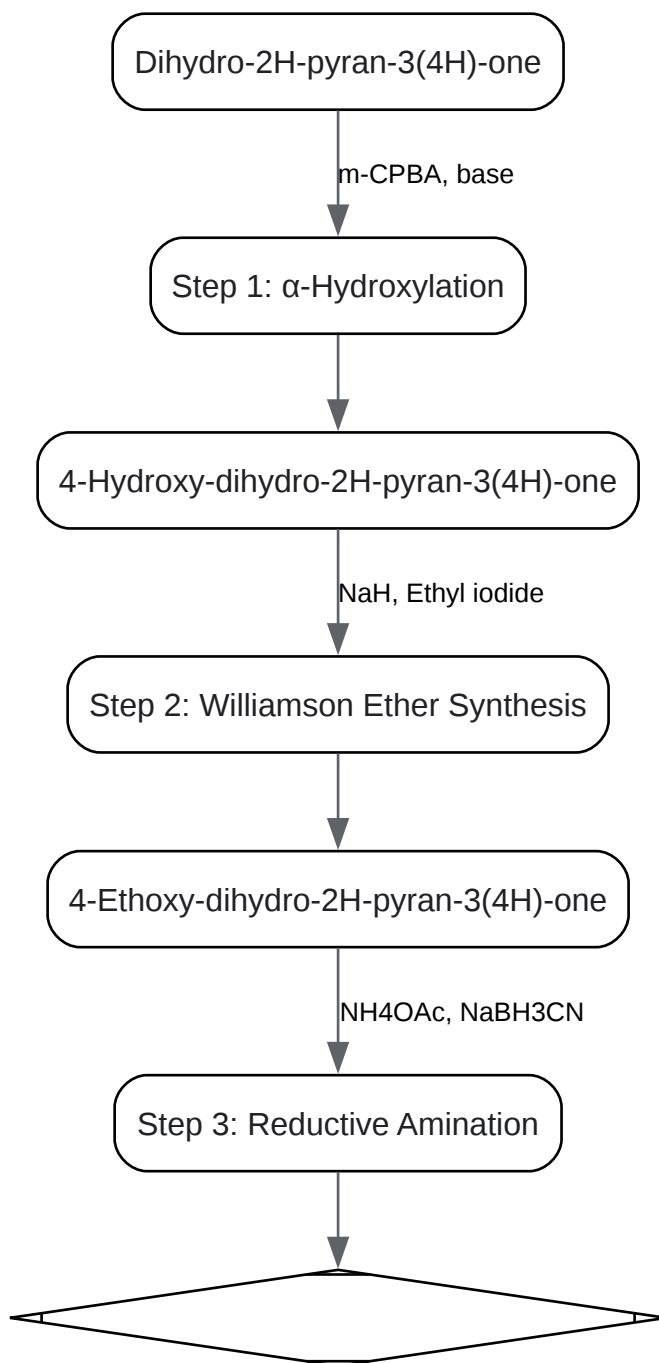 Dihydro-2H-pyran-3(4H)-one
m-CPBA, base
Step 1: α-Hydroxylation
4-Hydroxy-dihydro-2H-pyran-3(4H)-one
NaH, Ethyl iodide
Step 2: Williamson Ether Synthesis
4-Ethoxy-dihydro-2H-pyran-3(4H)-one
NH4OAc, NaBH3CN
Step 3: Reductive Amination